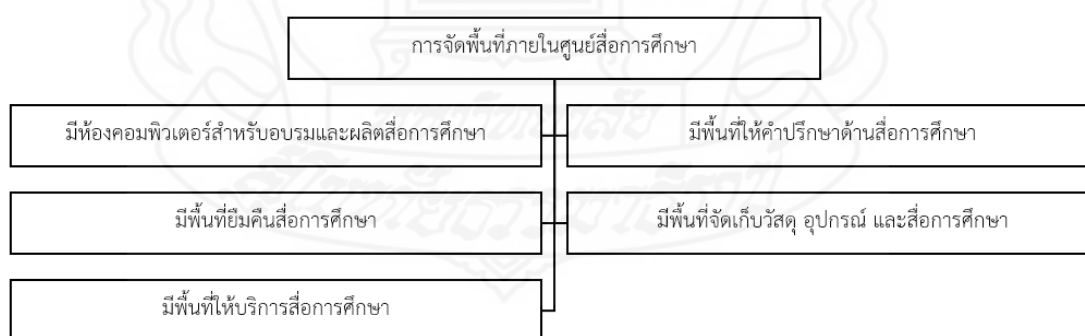 การจัดพื้นที่ภายในศูนย์สื่อการศึกษา
มีห้องคอมพิวเตอร์สำหรับอบรมและผลิตสื่อการศึกษา
มีพื้นที่ให้คำปรึกษาด้านสื่อการศึกษา
มีพื้นที่ยืมคืนสื่อการศึกษา
มีพื้นที่จัดเก็บวัสดุ อุปกรณ์ และสื่อการศึกษา
มีพื้นที่ให้บริการสื่อการศึกษา